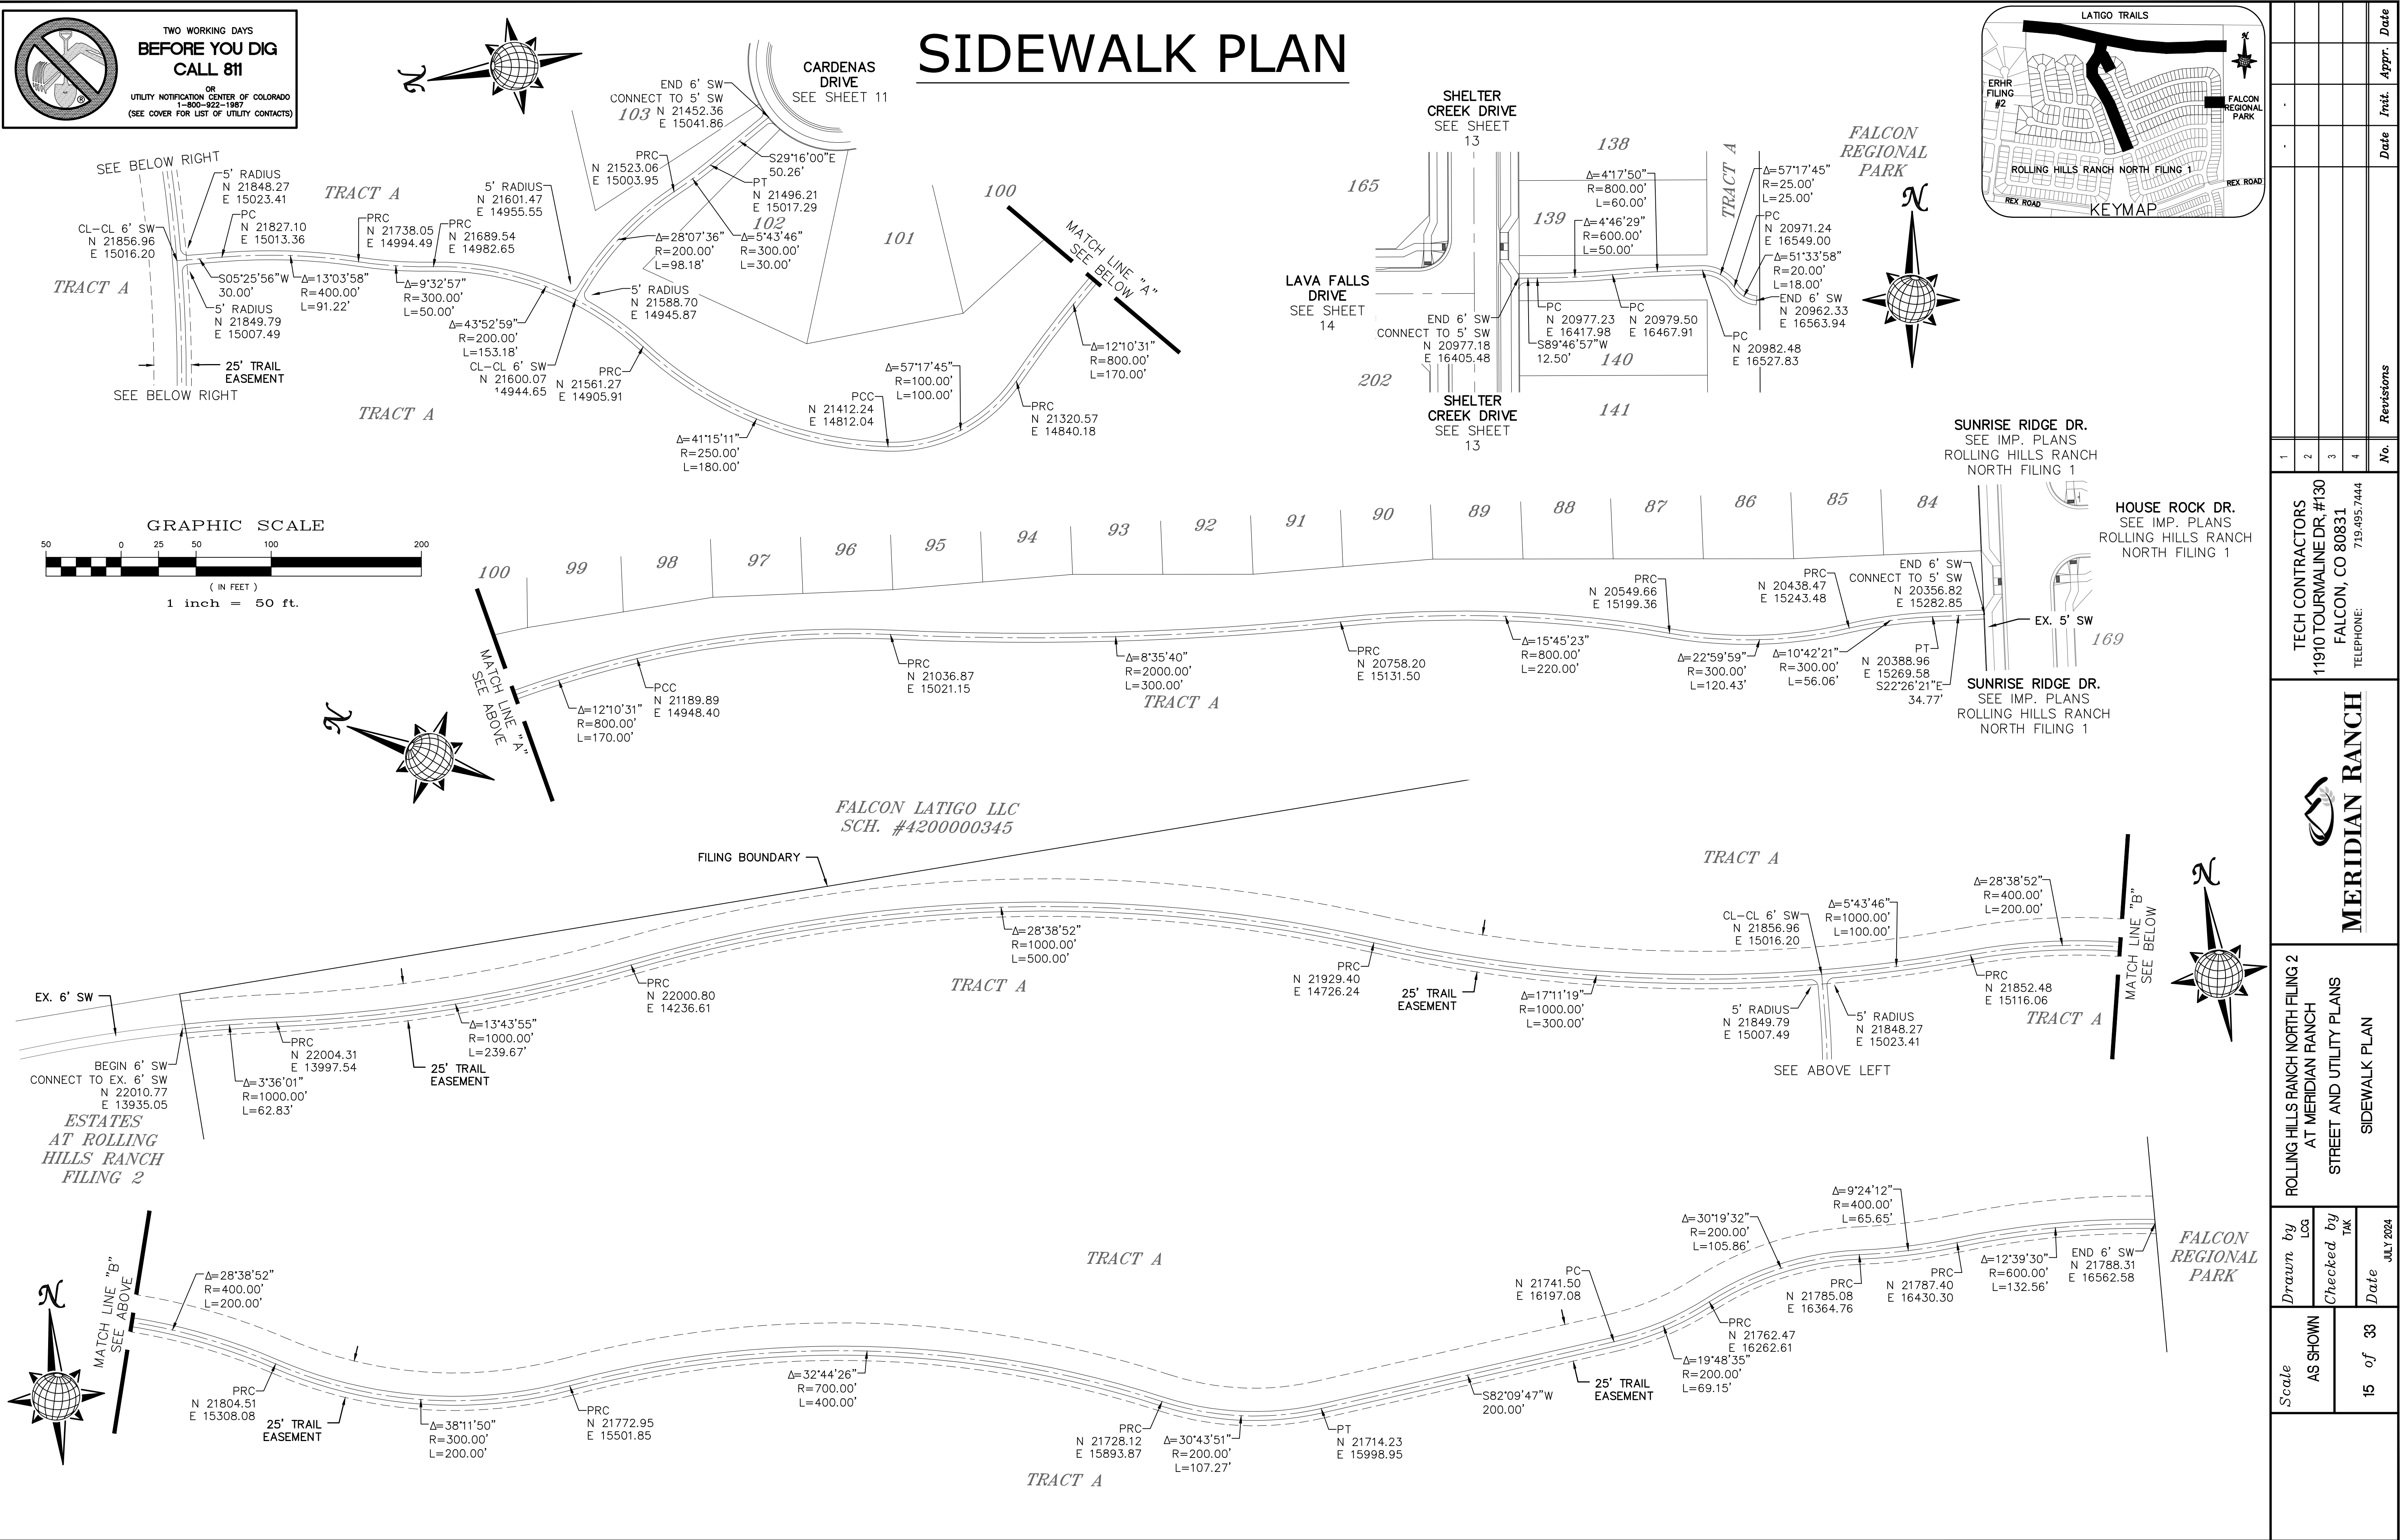 SIDEWALK PLAN
TWO WORKING DAYS
BEFORE YOU DIG
CALL 811
OR
UTILITY NOTIFICATION CENTER OF COLORADO
1-800-922-1987
(SEE COVER FOR LIST OF UTILITY CONTACTS)
®
N
CARDENAS
DRIVE
SEE SHEET 11
END 6' SW
CONNECT TO 5' SW
N 21452.36
E 15041.86
103
PRC
N 21523.06
E 15003.95
S29°16'00"E
50.26'
PT
N 21496.21
E 15017.29
102
Δ=5°43'46"
R=300.00'
L=30.00'
Δ=28°07'36"
R=200.00'
L=98.18'
101
100
MATCH LINE "A"
SEE BELOW
SEE BELOW RIGHT
5' RADIUS
N 21848.27
E 15023.41
TRACT A
5' RADIUS
N 21601.47
E 14955.55
CL-CL 6' SW
N 21856.96
E 15016.20
PC
N 21827.10
E 15013.36
PRC
N 21738.05
E 14994.49
PRC
N 21689.54
E 14982.65
TRACT A
S05°25'56"W
30.00'
Δ=13°03'58"
R=400.00'
L=91.22'
Δ=9°32'57"
R=300.00'
L=50.00'
5' RADIUS
N 21849.79
E 15007.49
5' RADIUS
N 21588.70
E 14945.87
Δ=43°52'59"
R=200.00'
L=153.18'
CL-CL 6' SW
N 21600.07
14944.65
25' TRAIL
EASEMENT
SEE BELOW RIGHT
TRACT A
PRC
N 21561.27
E 14905.91
Δ=41°15'11"
R=250.00'
L=180.00'
PCC
N 21412.24
E 14812.04
Δ=57°17'45"
R=100.00'
L=100.00'
PRC
N 21320.57
E 14840.18
Δ=12°10'31"
R=800.00'
L=170.00'
SHELTER
CREEK DRIVE
SEE SHEET
13
165
138
139
TRACT A
FALCON
REGIONAL
PARK
N
Δ=4°17'50"
R=800.00'
L=60.00'
Δ=4°46'29"
R=600.00'
L=50.00'
Δ=57°17'45"
R=25.00'
L=25.00'
PC
N 20971.24
E 16549.00
Δ=51°33'58"
R=20.00'
L=18.00'
END 6' SW
N 20962.33
E 16563.94
LAVA FALLS
DRIVE
SEE SHEET
14
END 6' SW
CONNECT TO 5' SW
N 20977.18
E 16405.48
PC
N 20977.23
E 16417.98
S89°46'57"W
12.50'
PC
N 20979.50
E 16467.91
PC
N 20982.48
E 16527.83
140
202
141
SHELTER
CREEK DRIVE
SEE SHEET
13
LATIGO TRAILS
ERHR
FILING
#2
N
FALCON
REGIONAL
PARK
ROLLING HILLS RANCH NORTH FILING 1
REX ROAD
REX ROAD
KEYMAP
GRAPHIC SCALE
50 0 25 50 100 200
( IN FEET )
1 inch = 50 ft.
100
99
98
97
96
95
94
93
92
91
90
89
88
87
86
85
84
SUNRISE RIDGE DR.
SEE IMP. PLANS
ROLLING HILLS RANCH
NORTH FILING 1
HOUSE ROCK DR.
SEE IMP. PLANS
ROLLING HILLS RANCH
NORTH FILING 1
MATCH LINE "A"
SEE ABOVE
N
Δ=12°10'31"
R=800.00'
L=170.00'
PCC
N 21189.89
E 14948.40
PRC
N 21036.87
E 15021.15
Δ=8°35'40"
R=2000.00'
L=300.00'
TRACT A
PRC
N 20758.20
E 15131.50
Δ=15°45'23"
R=800.00'
L=220.00'
PRC
N 20549.66
E 15199.36
Δ=22°59'59"
R=300.00'
L=120.43'
PRC
N 20438.47
E 15243.48
Δ=10°42'21"
R=300.00'
L=56.06'
END 6' SW
CONNECT TO 5' SW
N 20356.82
E 15282.85
PT
N 20388.96
E 15269.58
S22°26'21"E
34.77'
EX. 5' SW
169
SUNRISE RIDGE DR.
SEE IMP. PLANS
ROLLING HILLS RANCH
NORTH FILING 1
FALCON LATIGO LLC
SCH. #4200000345
FILING BOUNDARY
TRACT A
EX. 6' SW
BEGIN 6' SW
CONNECT TO EX. 6' SW
N 22010.77
E 13935.05
ESTATES
AT ROLLING
HILLS RANCH
FILING 2
Δ=3°36'01"
R=1000.00'
L=62.83'
PRC
N 22004.31
E 13997.54
25' TRAIL
EASEMENT
Δ=13°43'55"
R=1000.00'
L=239.67'
PRC
N 22000.80
E 14236.61
Δ=28°38'52"
R=1000.00'
L=500.00'
TRACT A
PRC
N 21929.40
E 14726.24
25' TRAIL
EASEMENT
Δ=17°11'19"
R=1000.00'
L=300.00'
CL-CL 6' SW
N 21856.96
E 15016.20
Δ=5°43'46"
R=1000.00'
L=100.00'
Δ=28°38'52"
R=400.00'
L=200.00'
5' RADIUS
N 21849.79
E 15007.49
5' RADIUS
N 21848.27
E 15023.41
SEE ABOVE LEFT
PRC
N 21852.48
E 15116.06
TRACT A
MATCH LINE "B"
SEE BELOW
N
MATCH LINE "B"
SEE ABOVE
N
Δ=28°38'52"
R=400.00'
L=200.00'
PRC
N 21804.51
E 15308.08
25' TRAIL
EASEMENT
Δ=38°11'50"
R=300.00'
L=200.00'
PRC
N 21772.95
E 15501.85
TRACT A
Δ=32°44'26"
R=700.00'
L=400.00'
TRACT A
PRC
N 21728.12
E 15893.87
Δ=30°43'51"
R=200.00'
L=107.27'
PT
N 21714.23
E 15998.95
S82°09'47"W
200.00'
PC
N 21741.50
E 16197.08
25' TRAIL
EASEMENT
Δ=19°48'35"
R=200.00'
L=69.15'
PRC
N 21762.47
E 16262.61
Δ=30°19'32"
R=200.00'
L=105.86'
PRC
N 21785.08
E 16364.76
Δ=9°24'12"
R=400.00'
L=65.65'
PRC
N 21787.40
E 16430.30
Δ=12°39'30"
R=600.00'
L=132.56'
END 6' SW
N 21788.31
E 16562.58
FALCON
REGIONAL
PARK
No. Revisions Date Init. Appr. Date
1 - -
2
3
4
TECH CONTRACTORS
11910 TOURMALINE DR, #130
FALCON, CO 80831
TELEPHONE: 719.495.7444
MERIDIAN RANCH
ROLLING HILLS RANCH NORTH FILING 2
AT MERIDIAN RANCH
STREET AND UTILITY PLANS
SIDEWALK PLAN
Drawn by
LCG
Checked by
TAK
Date
JULY 2024
Scale
AS SHOWN
15 of 33